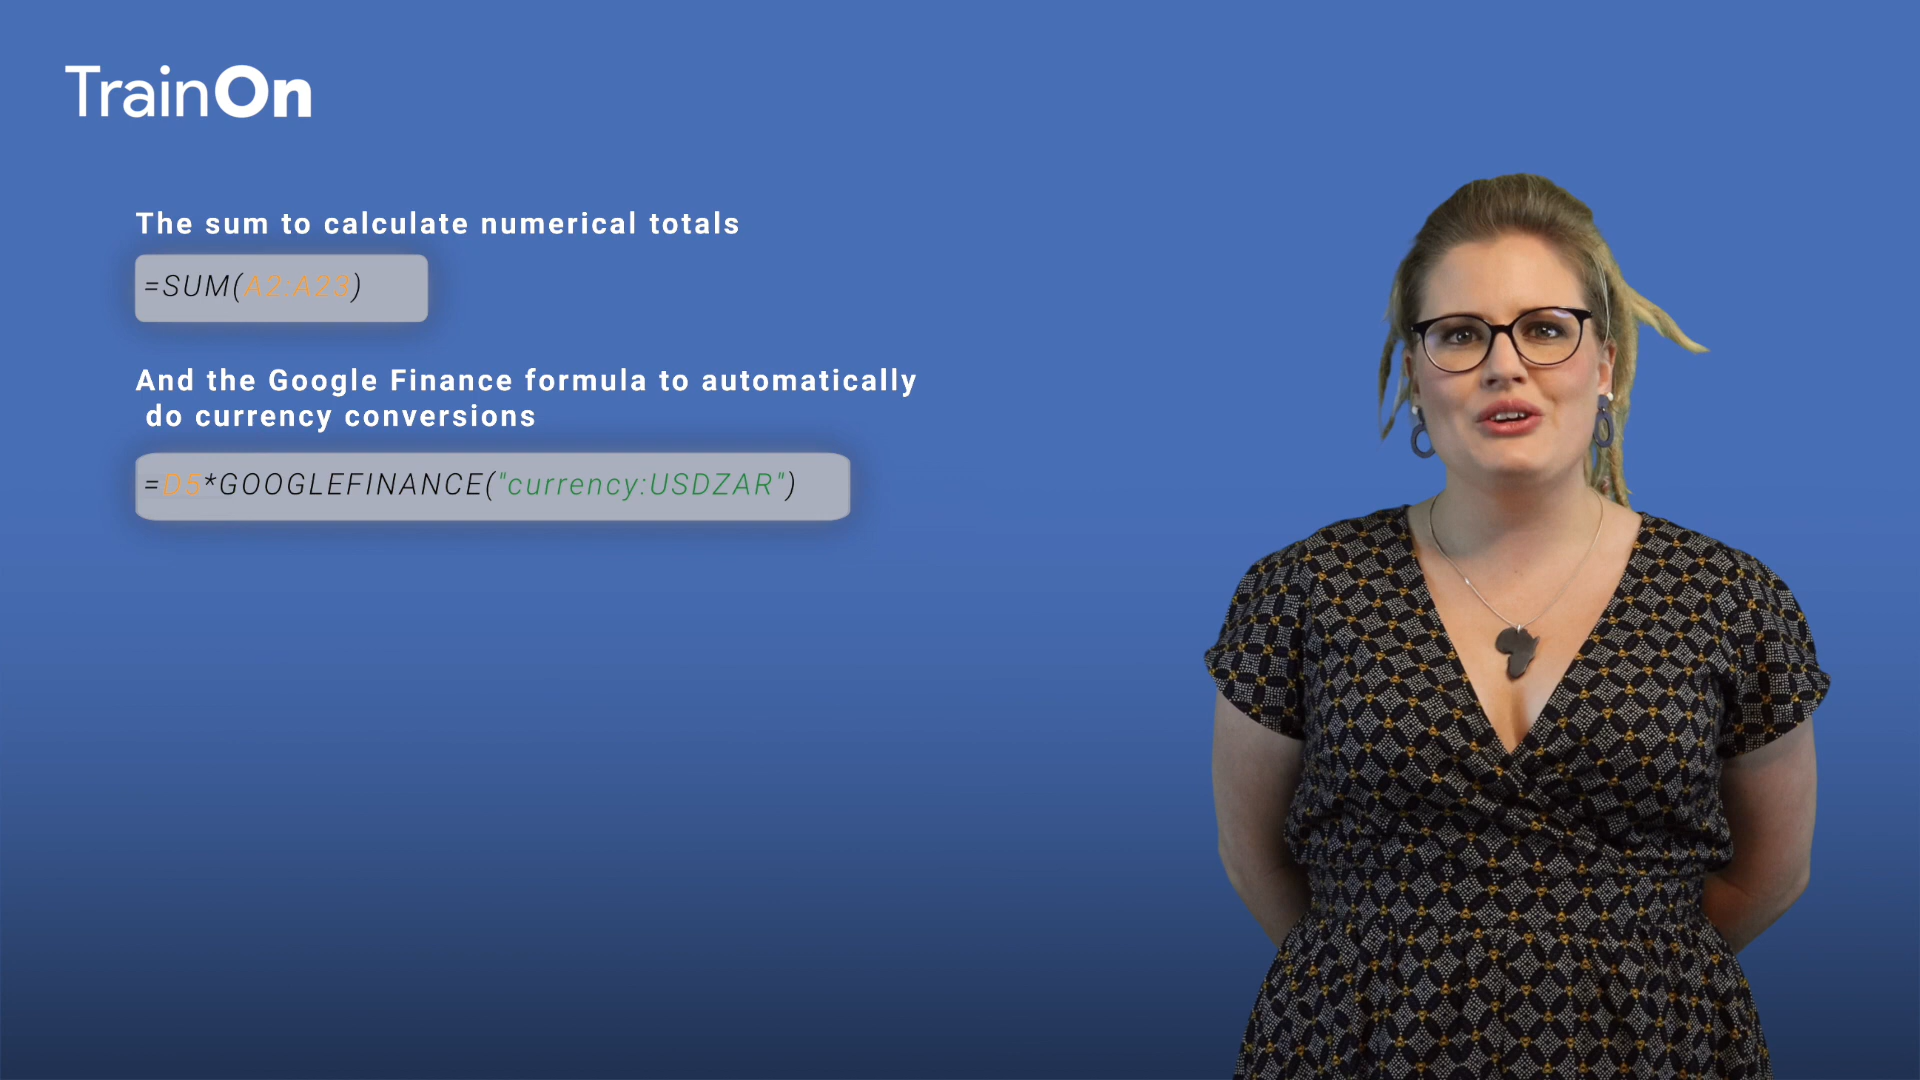 TrainOn
The sum to calculate numerical totals
=SUM(A2:A23)
And the Google Finance formula to automatically
do currency conversions
=D5*GOOGLEFINANCE("currency:USDZAR")